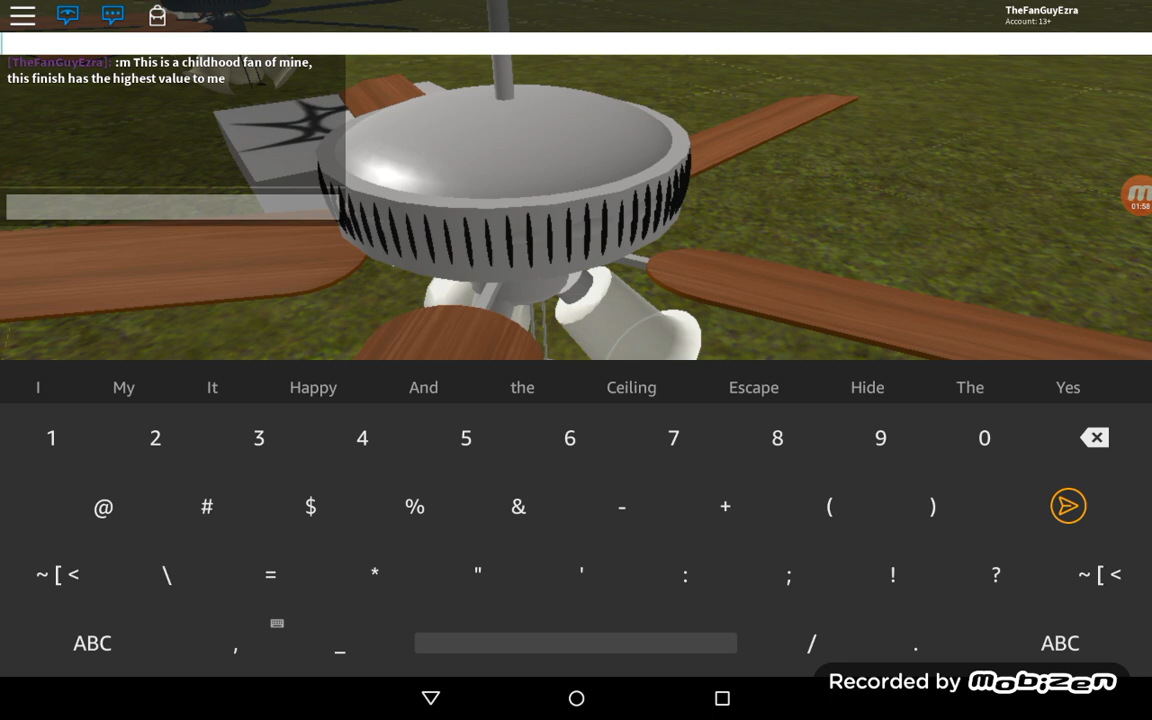 TheFanGuyEzra
Account: 13+
[TheFanGuyEzra]: :m This is a childhood fan of mine,
this finish has the highest value to me
m
01:58
I My It Happy And the Ceiling Escape Hide The Yes
1 2 3 4 5 6 7 8 9 0
@ # $ % & - + ( )
~ [ < \ = * " ' : ; ! ? ~ [ <
ABC , _ / . ABC
Recorded by mobizen